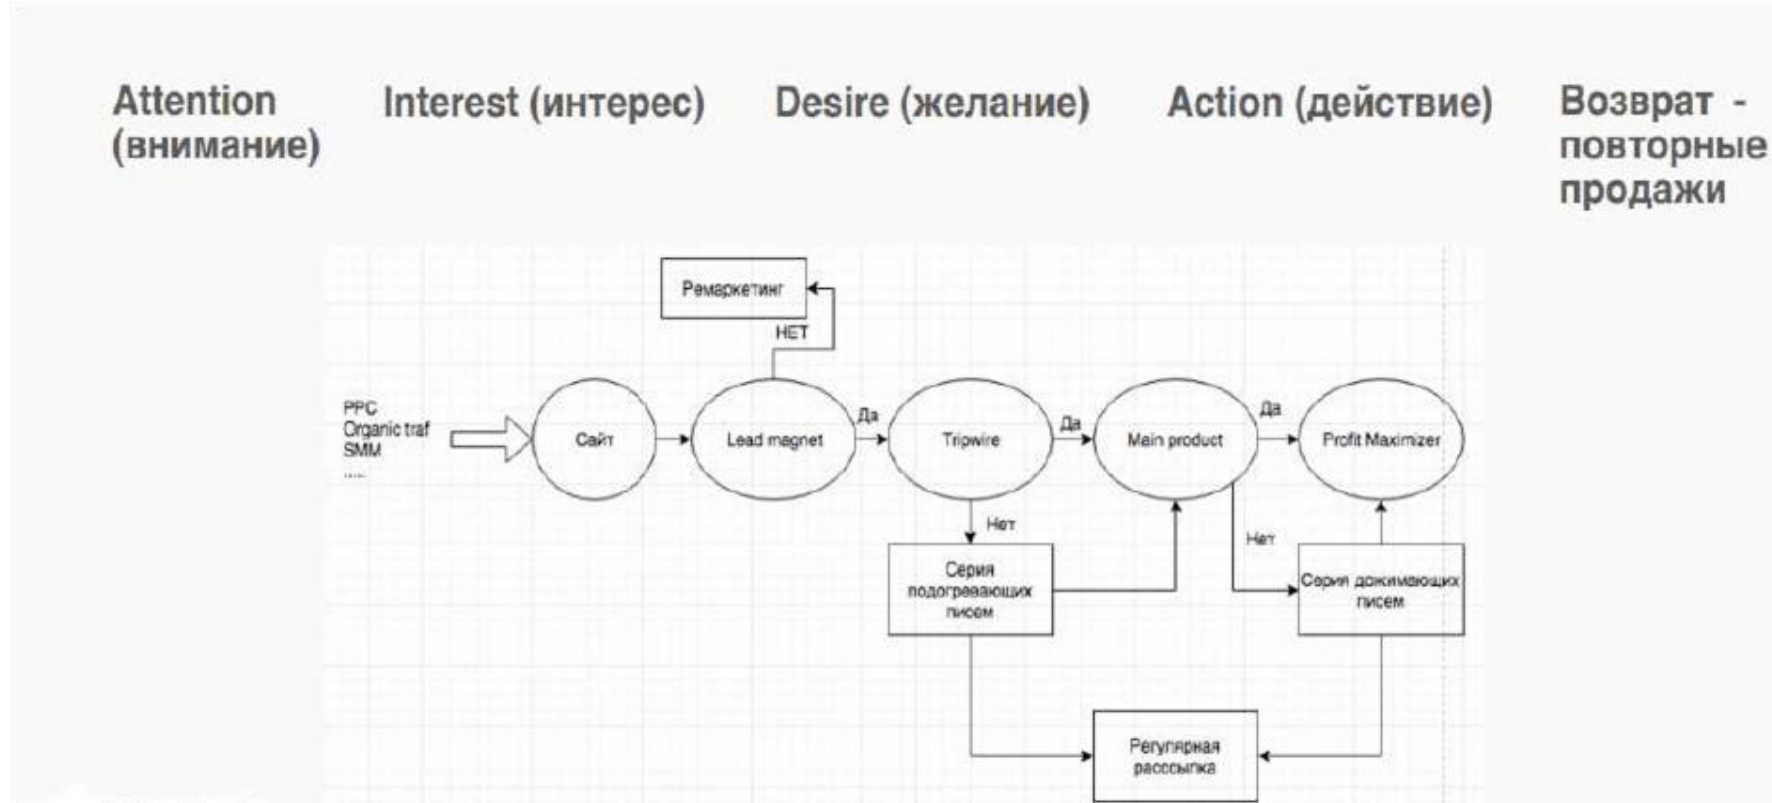 Attention
(внимание)
Interest (интерес)
Desire (желание)
Action (действие)
Возврат -
повторные
продажи
Ремаркетинг
НЕТ
PPC
Organic traf
SMM
.....
Сайт
Lead magnet
Да
Tripwire
Да
Main product
Да
Profit Maximizer
Нет
Серия
подогревающих
писем
Нет
Серия дожимающих
писем
Регулярная
расссылка